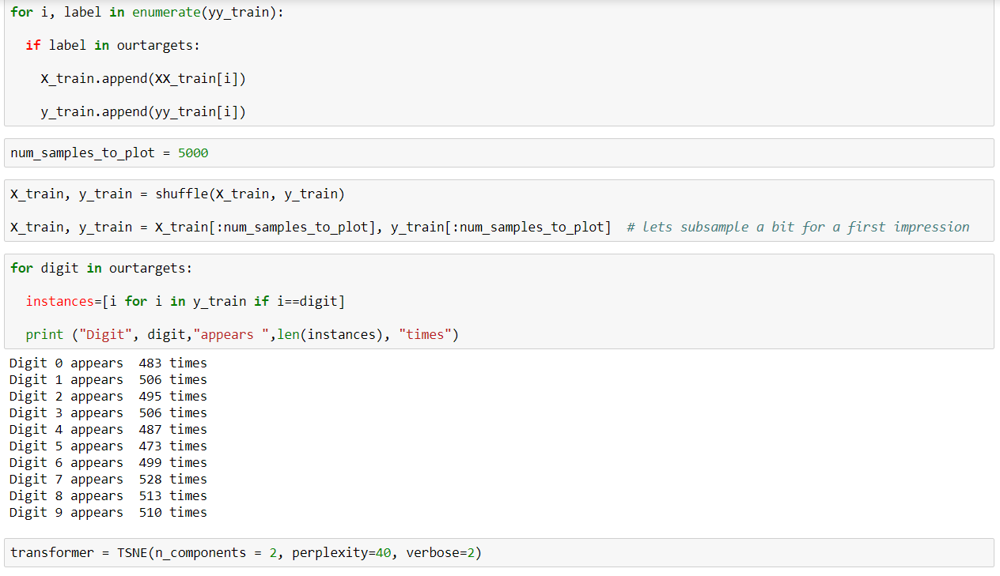 for i, label in enumerate(yy_train):
if label in ourtargets:
X_train.append(XX_train[i])
y_train.append(yy_train[i])
num_samples_to_plot = 5000
X_train, y_train = shuffle(X_train, y_train)
X_train, y_train = X_train[:num_samples_to_plot], y_train[:num_samples_to_plot]  # lets subsample a bit for a first impression
for digit in ourtargets:
instances=[i for i in y_train if i==digit]
print ("Digit", digit,"appears ",len(instances), "times")
Digit 0 appears  483 times
Digit 1 appears  506 times
Digit 2 appears  495 times
Digit 3 appears  506 times
Digit 4 appears  487 times
Digit 5 appears  473 times
Digit 6 appears  499 times
Digit 7 appears  528 times
Digit 8 appears  513 times
Digit 9 appears  510 times
transformer = TSNE(n_components = 2, perplexity=40, verbose=2)